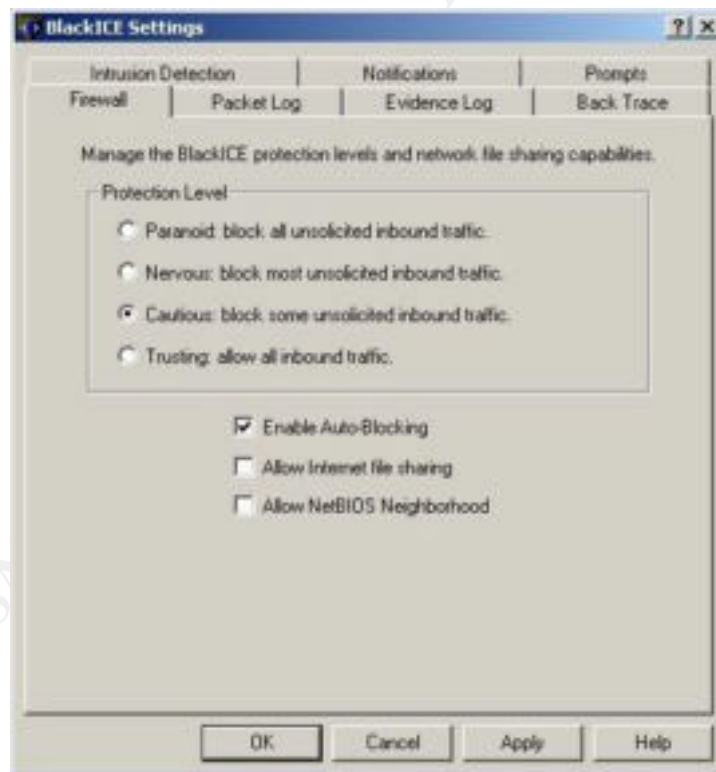 BlackICE Settings
Intrusion Detection
Notifications
Prompts
Firewall
Packet Log
Evidence Log
Back Trace
Manage the BlackICE protection levels and network file sharing capabilities.
Protection Level
Paranoid: block all unsolicited inbound traffic.
Nervous: block most unsolicited inbound traffic.
Cautious: block some unsolicited inbound traffic.
Trusting: allow all inbound traffic.
Enable Auto-Blocking
Allow Internet file sharing
Allow NetBIOS Neighborhood
OK
Cancel
Apply
Help